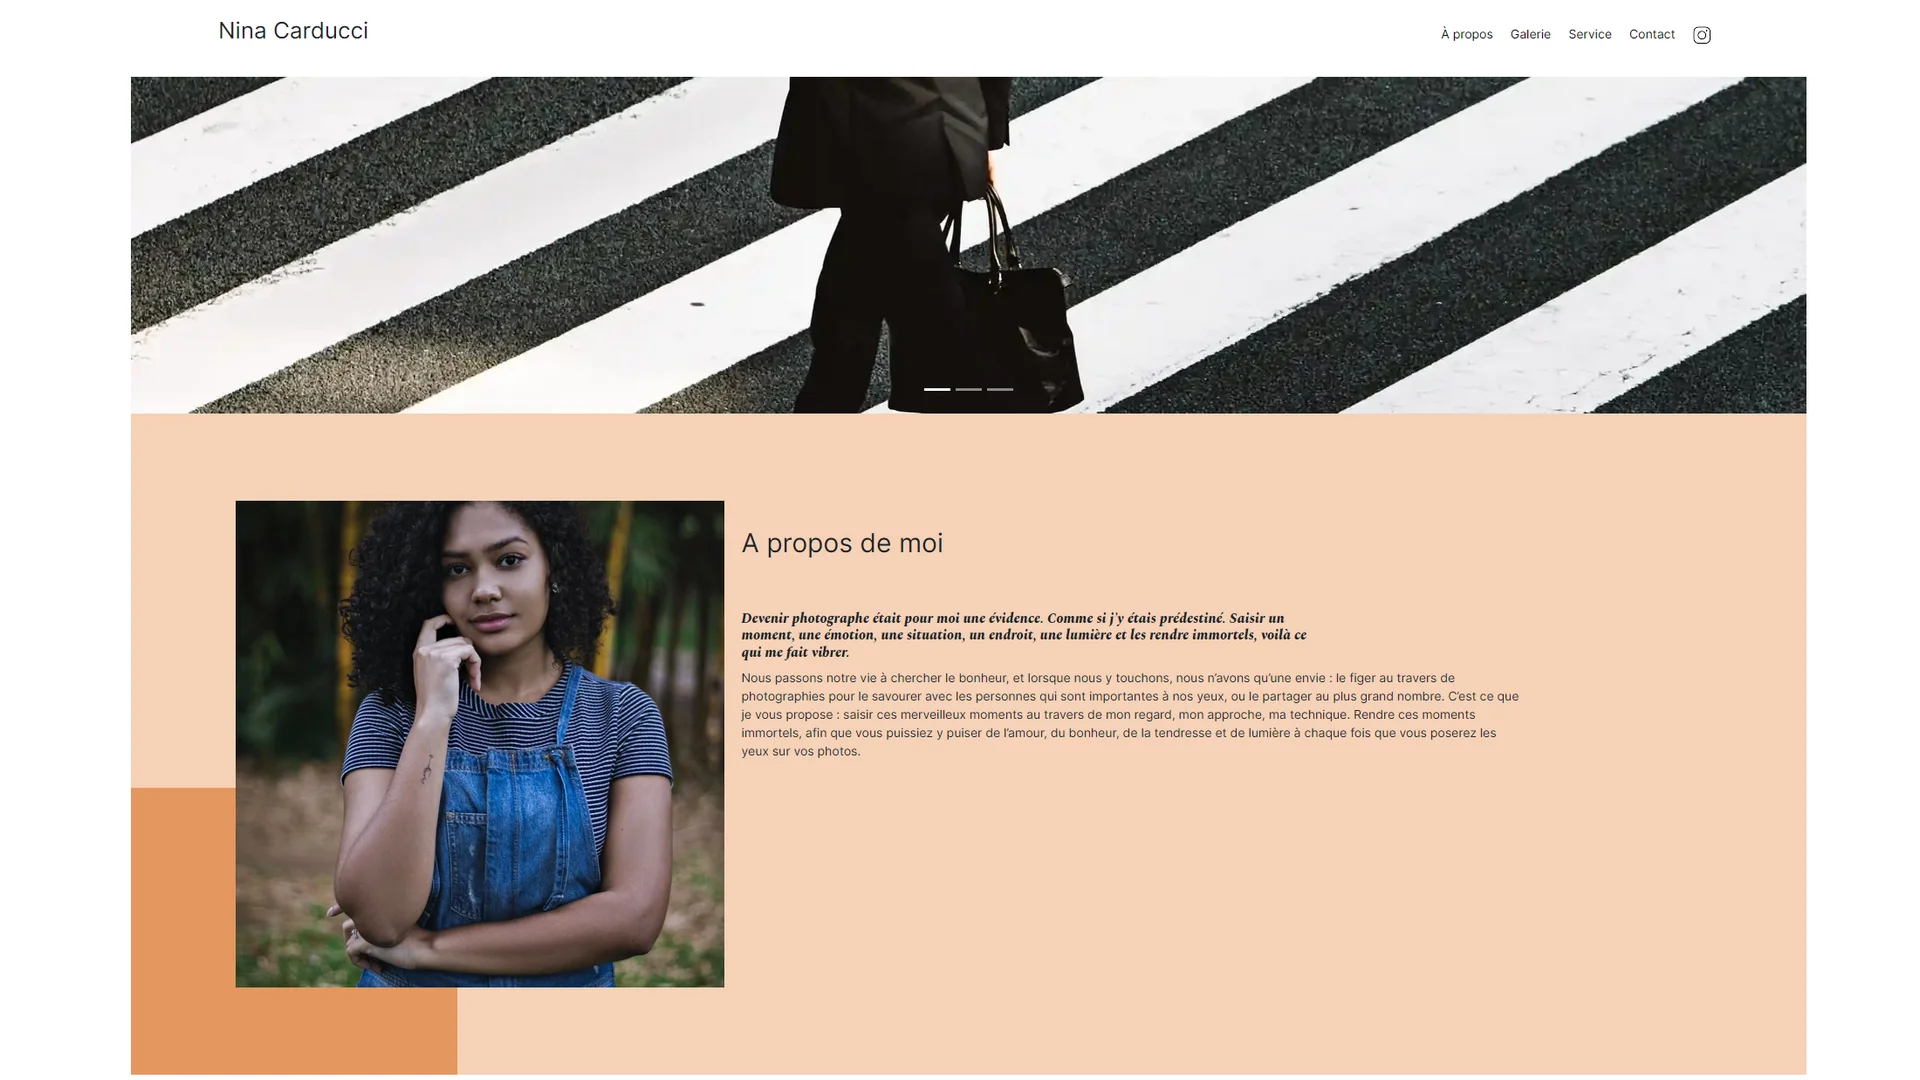 Nina Carducci
À propos Galerie Service Contact
A propos de moi
Devenir photographe était pour moi une évidence. Comme si j'y étais prédestiné. Saisir un
moment, une émotion, une situation, un endroit, une lumière et les rendre immortels, voilà ce
qui me fait vibrer.
Nous passons notre vie à chercher le bonheur, et lorsque nous y touchons, nous n’avons qu’une envie : le figer au travers de
photographies pour le savourer avec les personnes qui sont importantes à nos yeux, ou le partager au plus grand nombre. C’est ce que
je vous propose : saisir ces merveilleux moments au travers de mon regard, mon approche, ma technique. Rendre ces moments
immortels, afin que vous puissiez y puiser de l’amour, du bonheur, de la tendresse et de lumière à chaque fois que vous poserez les
yeux sur vos photos.